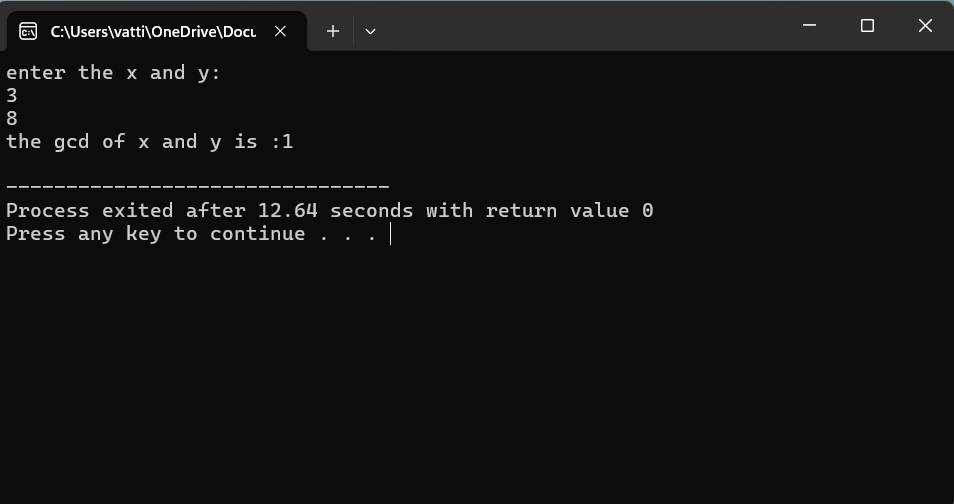 C:\Users\vatti\OneDrive\Docu
enter the x and y:
3
8
the gcd of x and y is :1
--------------------------------
Process exited after 12.64 seconds with return value 0
Press any key to continue . . .